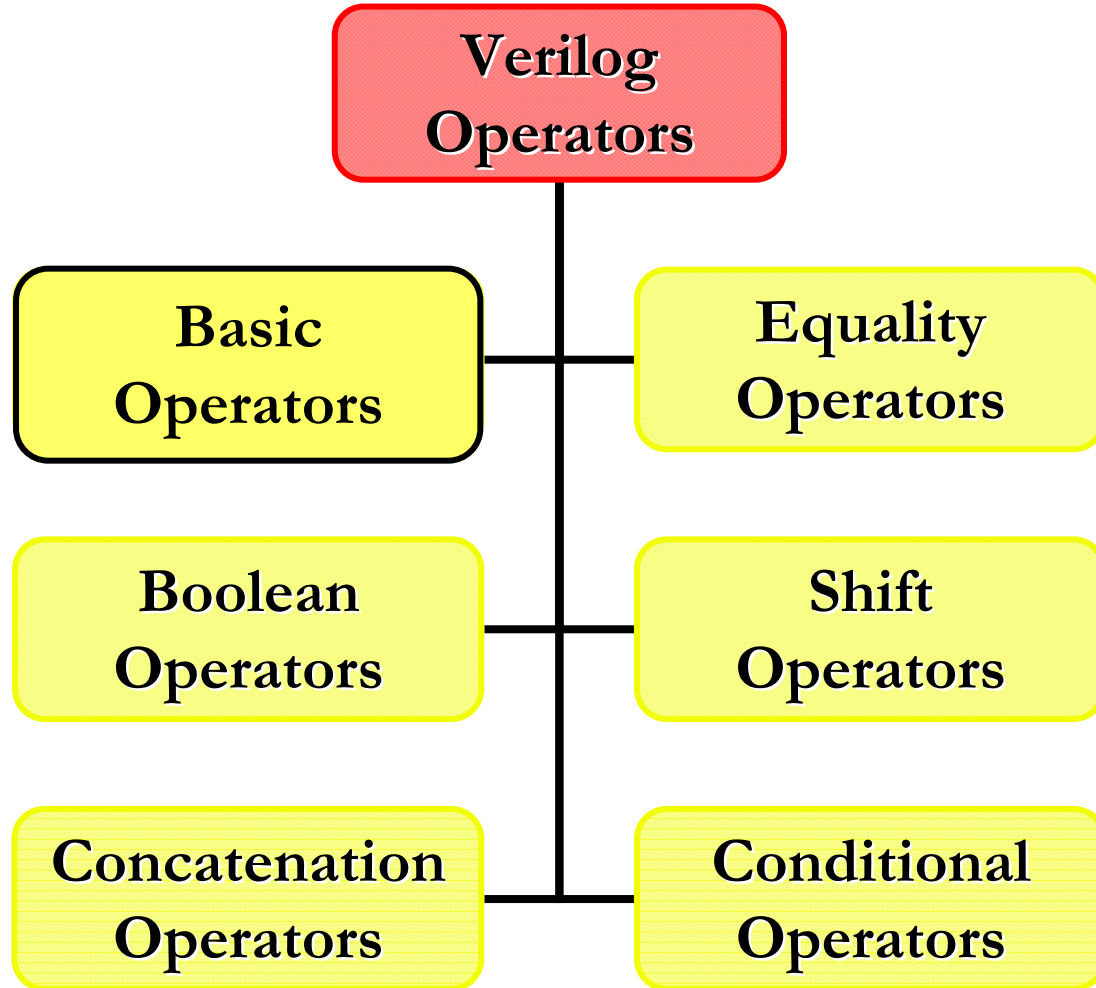 Verilog
Operators
Basic
Operators
Equality
Operators
Boolean
Operators
Shift
Operators
Concatenation
Operators
Conditional
Operators